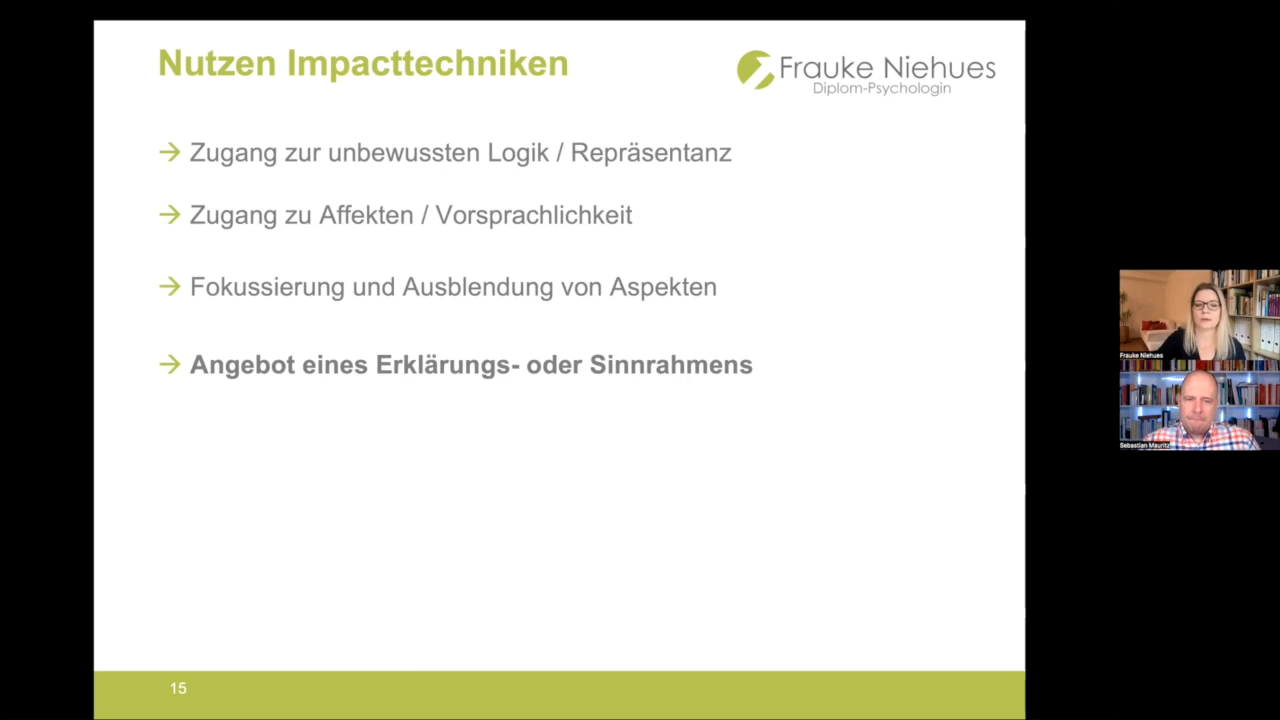 Nutzen Impacttechniken
Frauke Niehues
Diplom-Psychologin
→ Zugang zur unbewussten Logik / Repräsentanz
→ Zugang zu Affekten / Vorsprachlichkeit
→ Fokussierung und Ausblendung von Aspekten
→ Angebot eines Erklärungs- oder Sinnrahmens
Frauke Niehues
Sebastian Mauritz
15